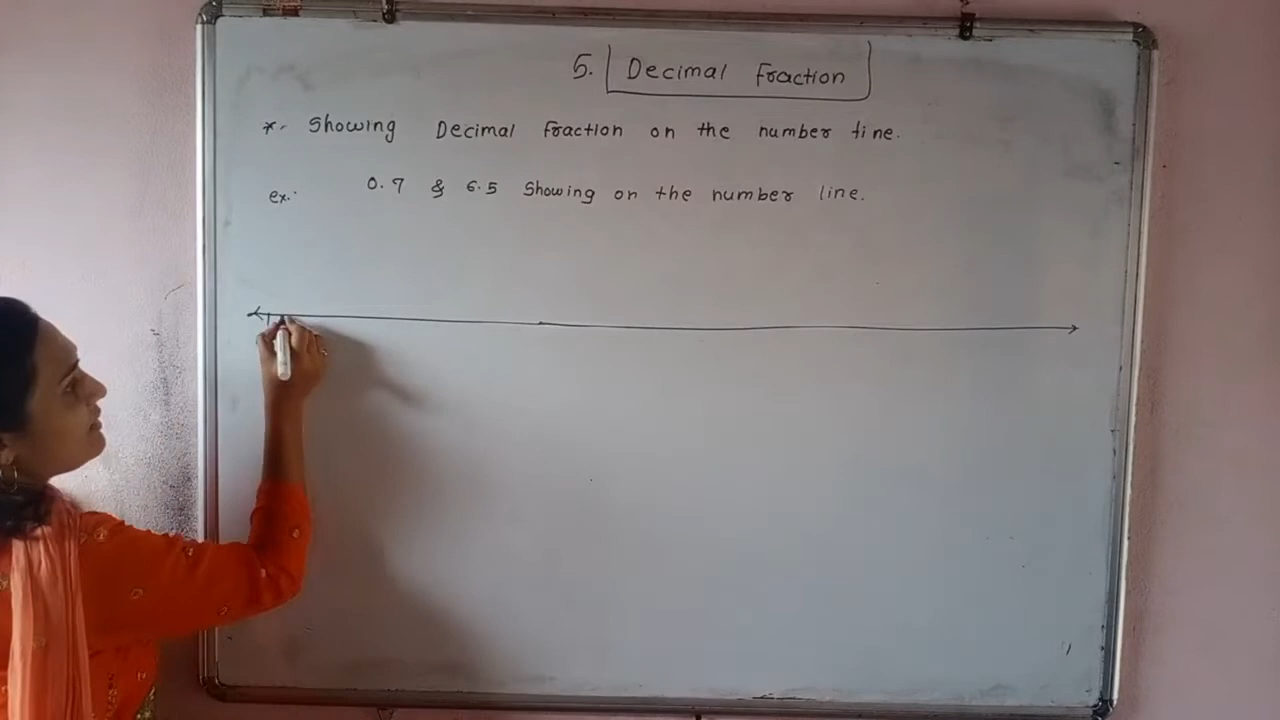 5. Decimal Fraction
*. Showing Decimal Fraction on the number line.
ex:- 0.7 & 6.5 Showing on the number line.